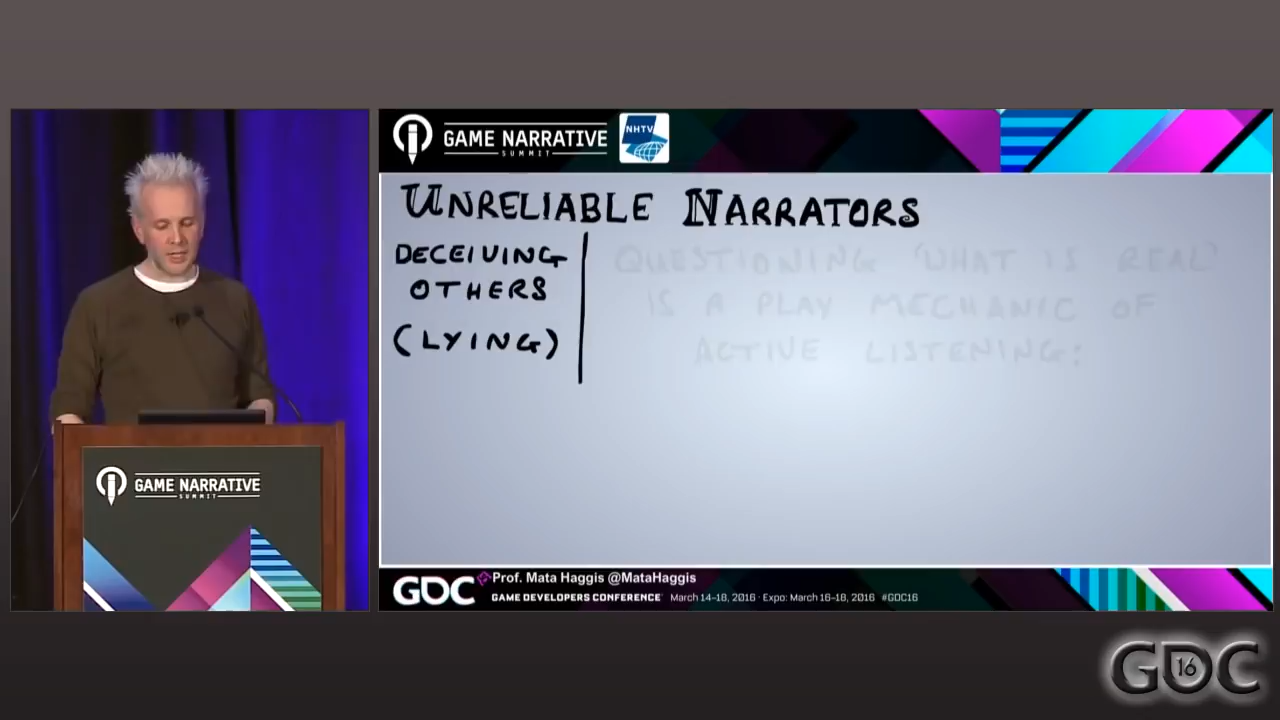 GAME NARRATIVE
SUMMIT
NHTV
UNRELIABLE NARRATORS
DECEIVING
OTHERS
(LYING)
QUESTIONING 'WHAT IS REAL'
IS A PLAY MECHANIC OF
ACTIVE LISTENING:
GAME NARRATIVE
SUMMIT
GDC
Prof. Mata Haggis @MataHaggis
GAME DEVELOPERS CONFERENCE March 14–18, 2016 · Expo: March 16–18, 2016 #GDC16
GDC 16